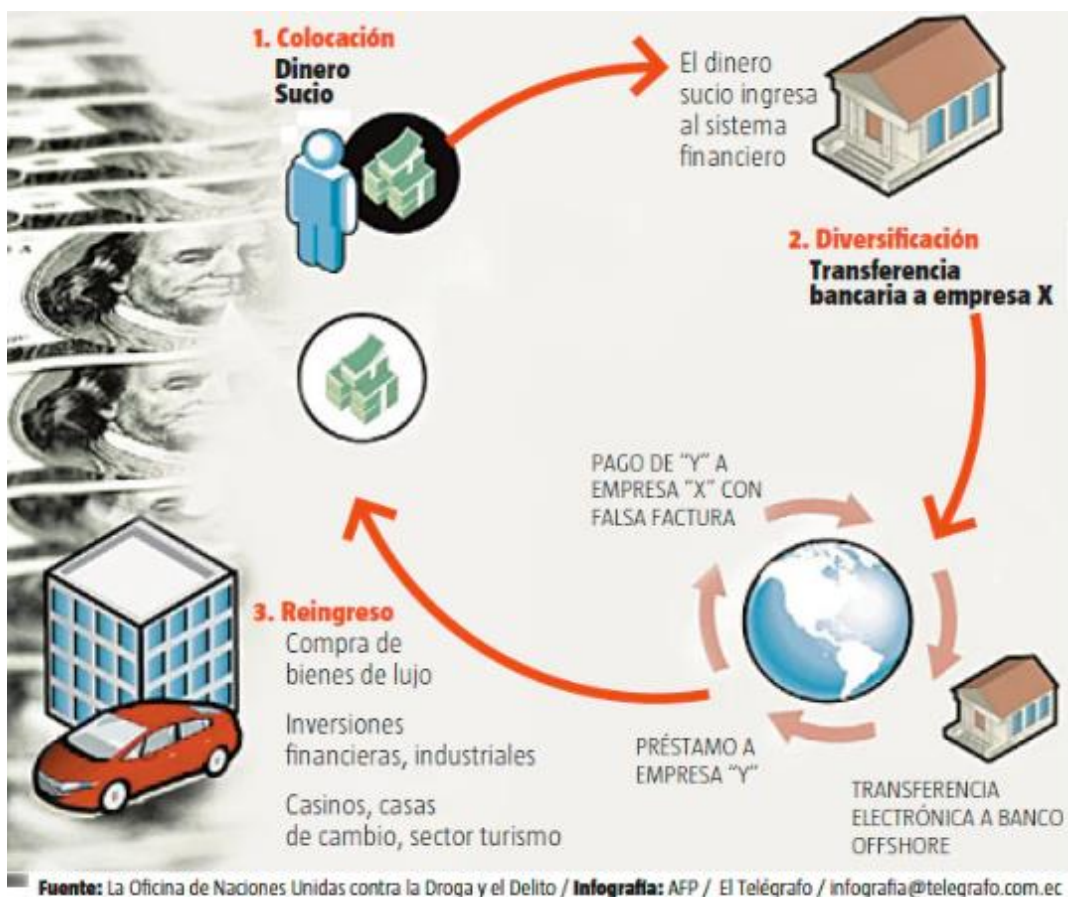 1. Colocación
Dinero
Sucio
El dinero
sucio ingresa
al sistema
financiero
2. Diversificación
Transferencia
bancaria a empresa X
PAGO DE "Y" A
EMPRESA "X" CON
FALSA FACTURA
TRANSFERENCIA
ELECTRÓNICA A BANCO
OFFSHORE
PRÉSTAMO A
EMPRESA "Y"
3. Reingreso
Compra de
bienes de lujo
Inversiones
financieras, industriales
Casinos, casas
de cambio, sector turismo
Fuente: La Oficina de Naciones Unidas contra la Droga y el Delito / Infografía: AFP / El Telégrafo / infografia@telegrafo.com.ec